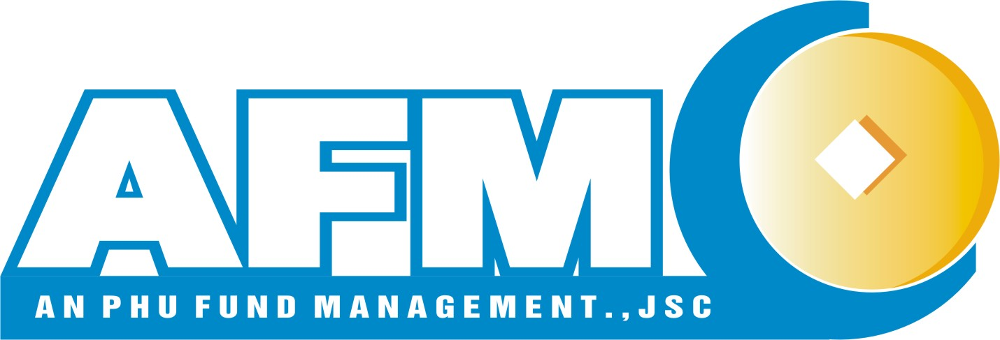 AFM
AN PHU FUND MANAGEMENT.,JSC